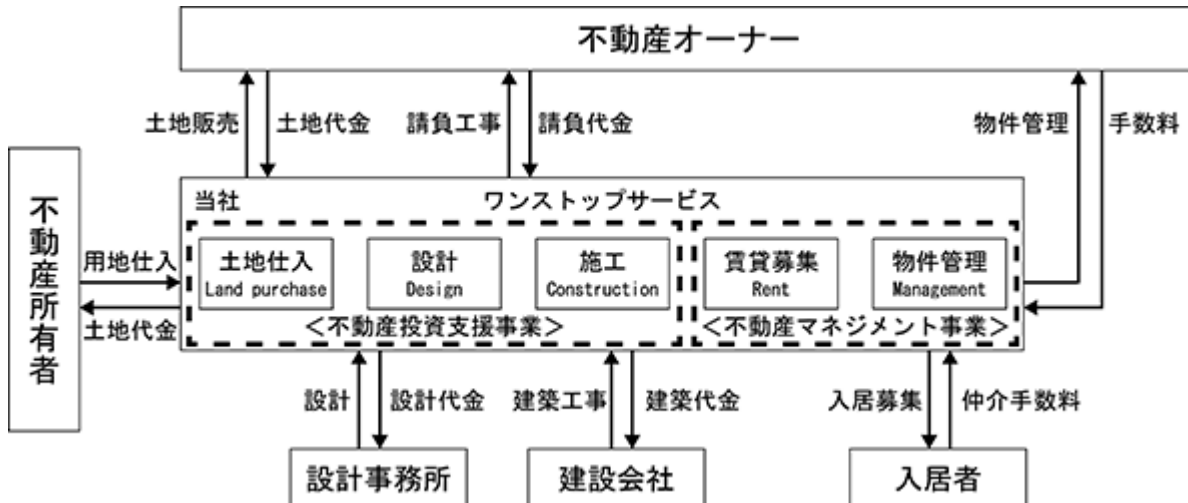 不動産オーナー
土地販売
土地代金
請負工事
請負代金
物件管理
手数料
不動産所有者
用地仕入
土地代金
当社
ワンストップサービス
土地仕入
Land purchase
設計
Design
施工
Construction
賃貸募集
Rent
物件管理
Management
<不動産投資支援事業>
<不動産マネジメント事業>
設計
設計代金
建築工事
建築代金
入居募集
仲介手数料
設計事務所
建設会社
入居者